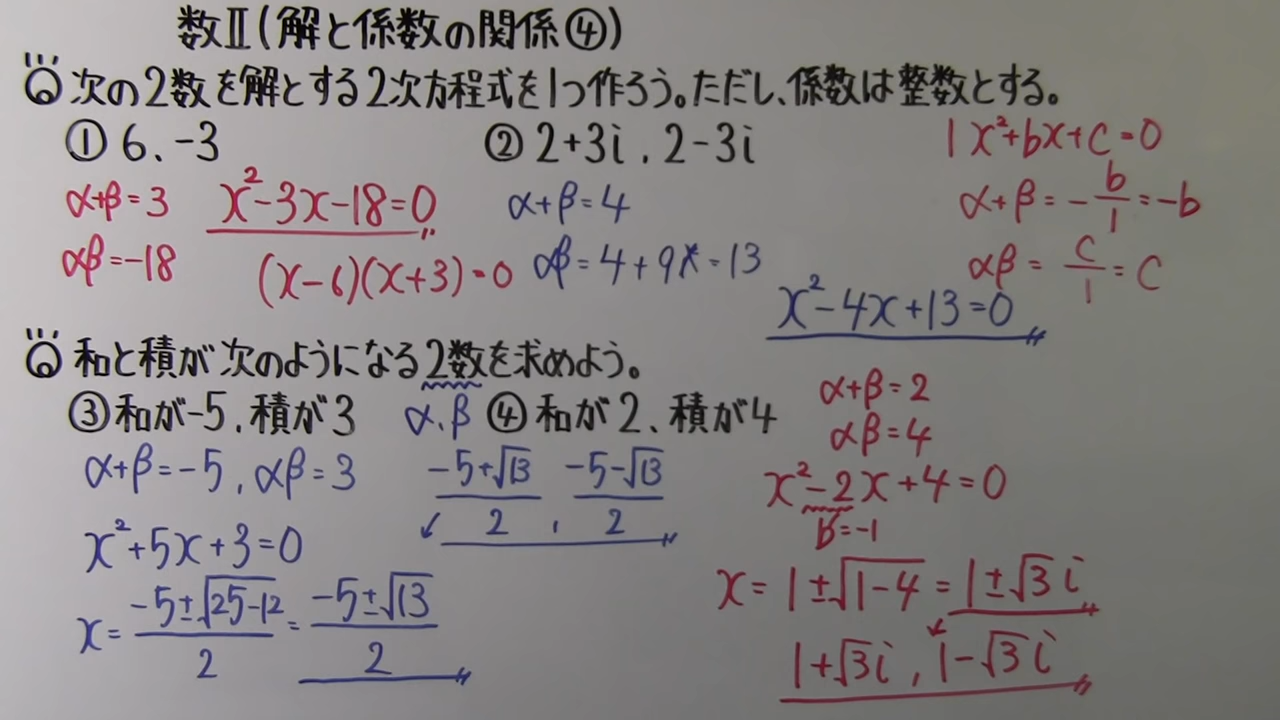 数Ⅱ(解と係数の関係④)
Q 次の2数を解とする2次方程式を1つ作ろう。ただし、係数は整数とする。
① 6、-3
α+β=3
αβ=-18
x²-3x-18=0
(x-6)(x+3)=0
② 2+3i、2-3i
α+β=4
αβ=4+9=13
x²-4x+13=0
1x²+bx+c=0
α+β=-b/1=-b
αβ=c/1=c
Q 和と積が次のようになる2数を求めよう。
③ 和が-5、積が3
α、β
α+β=-5、αβ=3
x²+5x+3=0
x=(-5±√(25-12))/2=(-5±√13)/2
(-5+√13)/2、(-5-√13)/2
④ 和が2、積が4
α+β=2
αβ=4
x²-2x+4=0
b'=-1
x=1±√(1-4)=1±√3i
1+√3i、1-√3i